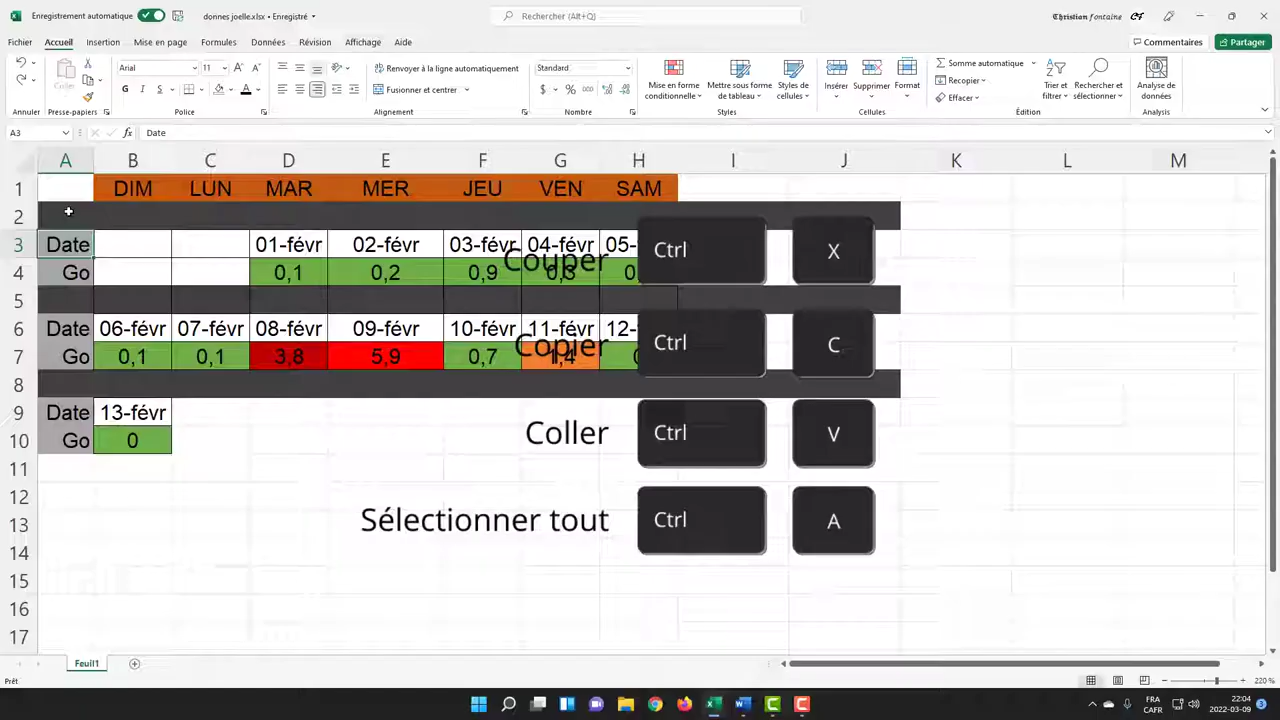 Enregistrement automatique
donnes joelle.xlsx • Enregistré
Rechercher (Alt+Q)
Christian Fontaine
Fichier Accueil Insertion Mise en page Formules Données Révision Affichage Aide
Commentaires Partager
Arial 11 Renvoyer à la ligne automatiquement Standard
Coller
G I S Fusionner et centrer $ % 000
Mise en forme conditionnelle
Mettre sous forme de tableau
Styles de cellules
Insérer Supprimer Format
Somme automatique
Recopier
Effacer
Trier et filtrer
Rechercher et sélectionner
Analyse de données
Annuler Presse-papiers Police Alignement Nombre Styles Cellules Édition Analysis
A3 fx Date
A B C D E F G H I J K L M
1 DIM LUN MAR MER JEU VEN SAM
2
3 Date 01-févr 02-févr 03-févr 04-févr 05-
4 Go 0,1 0,2 0,9
5
6 Date 06-févr 07-févr 08-févr 09-févr 10-févr 11-févr 12-
7 Go 0,1 0,1 3,8 5,9 0,7 1,4
8
9 Date 13-févr
10 Go 0
11
12
13
14
15
16
17
Couper Ctrl X
Copier Ctrl C
Coller Ctrl V
Sélectionner tout Ctrl A
Feuil1
Prêt
220 %
FRA
CAFR
22:04
2022-03-09